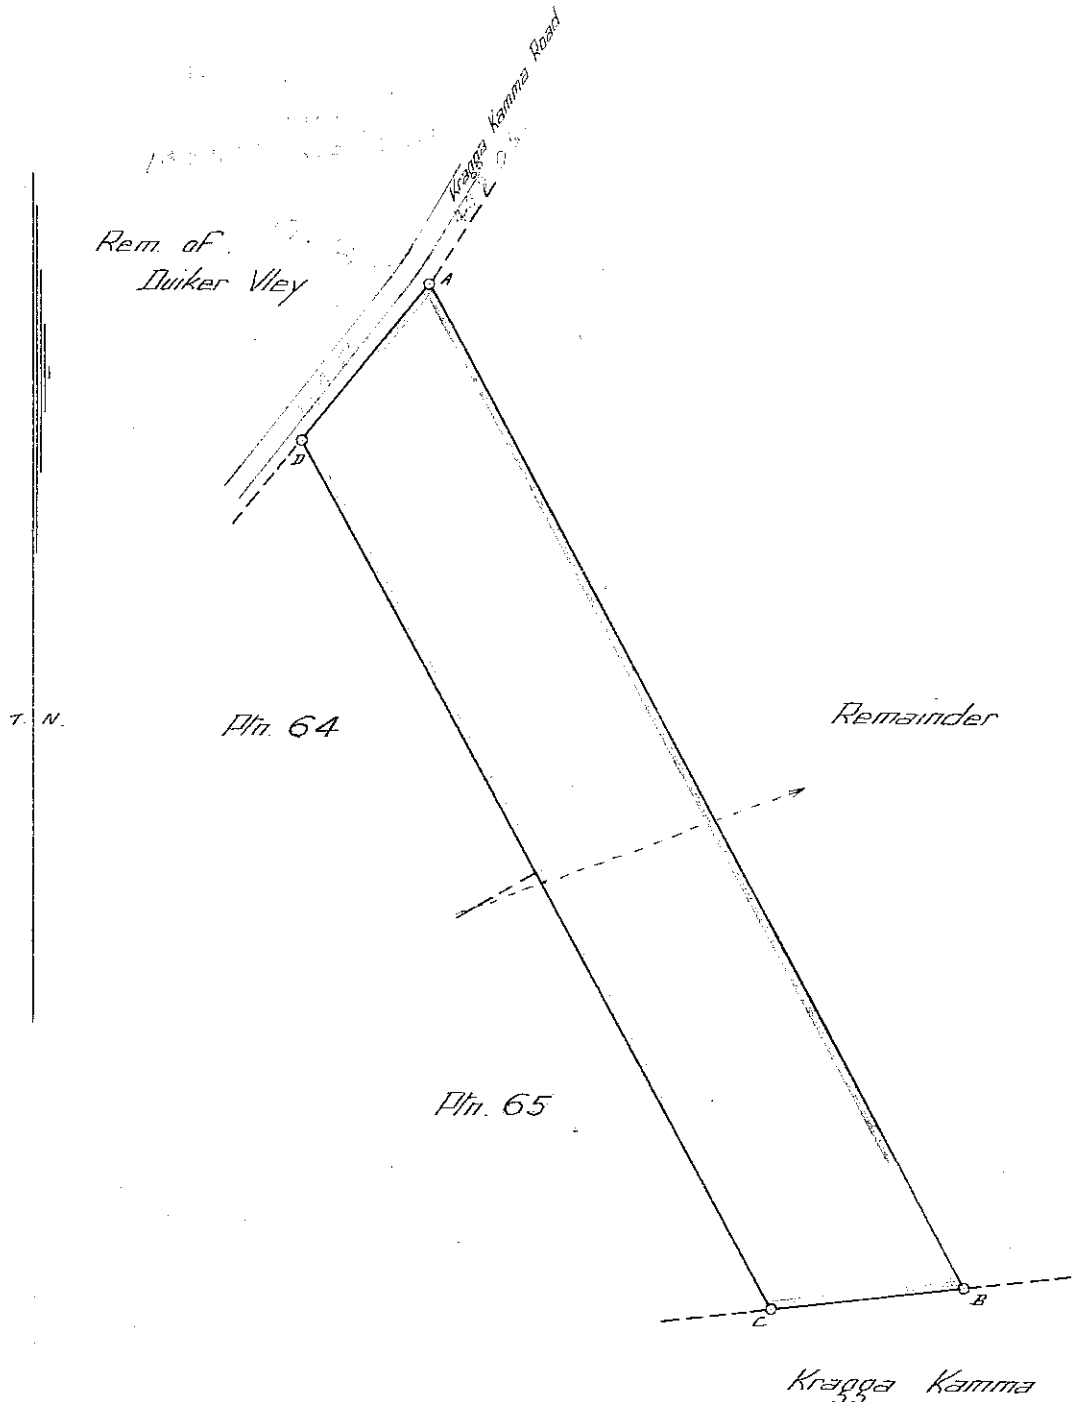 Kragga Kamma Road
Rem. of
Duiker Vley
A
D
T. N.
Ptn. 64
Remainder
Ptn. 65
B
C
Kragga Kamma